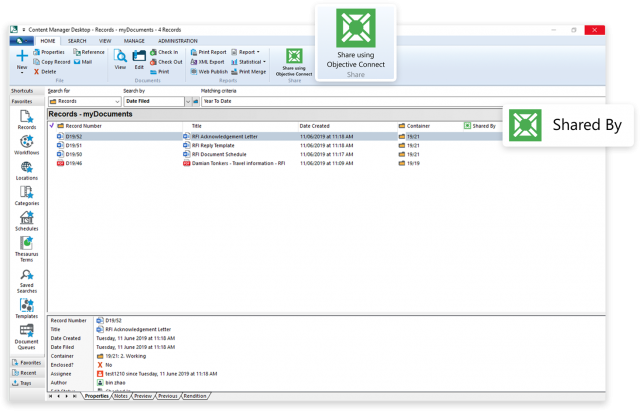 Content Manager Desktop - Records - myDocuments - 4 Records
HOME SEARCH VIEW MANAGE ADMINISTRATION
New
Properties Reference
Copy Record Mail
Delete
File
View
Edit
Check In
Check Out
Print
Documents
Print Report Report
XML Export Statistical
Web Publish Print Merge
Reports
Share using
Objective Connect
Share
Share using
Objective Connect
Share
Shared By
Shortcuts
Search for Search by Matching criteria
Favorites
Records Date Filed Year To Date
Records - myDocuments
Record Number Title Date Created Container Shared By
D19/52 RFI Acknowledgement Letter 11/06/2019 at 11:18 AM 19/21
D19/51 RFI Reply Template 11/06/2019 at 11:18 AM 19/21
D19/50 RFI Document Schedule 11/06/2019 at 11:17 AM 19/21
D19/46 Damian Tonkers - Travel information - RFI 11/06/2019 at 11:09 AM 19/19
Records
Workflows
Locations
Categories
Schedules
Thesaurus
Terms
Saved
Searches
Templates
Document
Queues
Favorites
Recent
Trays
Record Number D19/52
Title RFI Acknowledgement Letter
Date Created Tuesday, 11 June 2019 at 11:18 AM
Date Filed Tuesday, 11 June 2019 at 11:18 AM
Container 19/21: 2. Working
Enclosed? No
Assignee test1210 since Tuesday, 11 June 2019 at 11:18 AM
Author bin zhao
Properties Notes Preview Previous Rendition